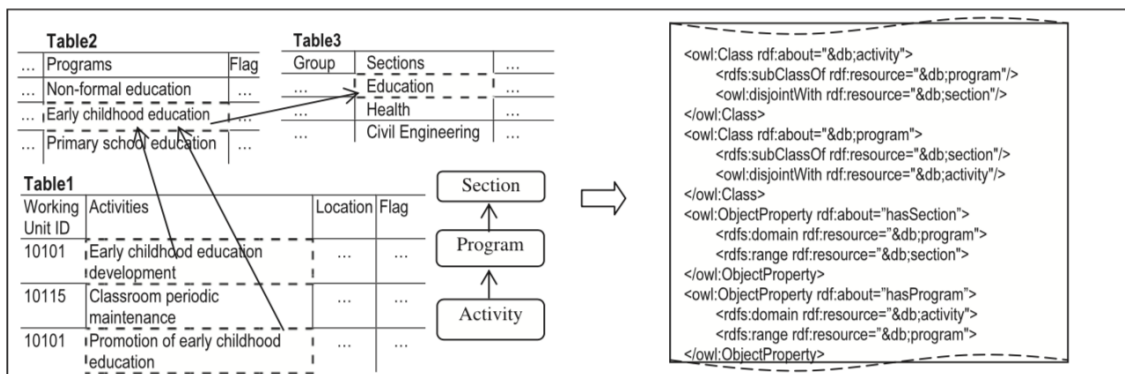 Table2
… Programs Flag
… Non-formal education …
… Early childhood education …
… Primary school education …
Table3
Group Sections …
… Education …
… Health …
… Civil Engineering …
Table1
Working Unit ID Activities Location Flag
10101 Early childhood education development … …
10115 Classroom periodic maintenance … …
10101 Promotion of early childhood education … …
Section
Program
Activity
<owl:Class rdf:about="&db;activity">
<rdfs:subClassOf rdf:resource="&db;program"/>
<owl:disjointWith rdf:resource="&db;section"/>
</owl:Class>
<owl:Class rdf:about="&db;program">
<rdfs:subClassOf rdf:resource="&db;section"/>
<owl:disjointWith rdf:resource="&db;activity"/>
</owl:Class>
<owl:ObjectProperty rdf:about="hasSection”>
<rdfs:domain rdf:resource=”&db;program">
<rdfs:range rdf:resource=”&db;section">
</owl:ObjectProperty>
<owl:ObjectProperty rdf:about=”hasProgram”>
<rdfs:domain rdf:resource=”&db;activity">
<rdfs:range rdf:resource=”&db;program">
</owl:ObjectProperty>